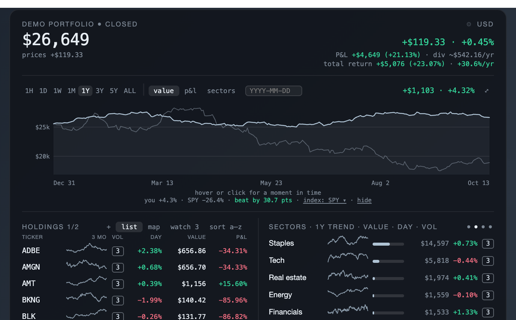 DEMO PORTFOLIO • CLOSED
USD
$26,649
+$119.33 · +0.45%
prices +$119.33
P&L +$4,649 (+21.13%) · div ~$542.16/yr
total return +$5,076 (+23.07%) · +30.6%/yr
1H 1D 1W 1M 1Y 3Y 5Y ALL value p&l sectors YYYY-MM-DD
+$1,103 · +4.32%
$25k
$20k
Dec 31 Mar 13 May 23 Aug 2 Oct 13
hover or click for a moment in time
you +4.3% · SPY −26.4% · beat by 30.7 pts · index: SPY ▾ · hide
HOLDINGS 1/2 + list map watch 3 sort a–z
TICKER 3 MO VOL DAY VALUE P&L
ADBE 3 +2.38% $656.86 −34.31%
AMGN 3 +0.68% $656.70 −34.33%
AMT 3 +0.39% $1,156 +15.60%
BKNG 3 −1.99% $140.42 −85.96%
BLK 3 −0.26% $131.77 −86.82%
SECTORS · 1Y TREND · VALUE · DAY · VOL
Staples $14,597 +0.73% 3
Tech $5,818 −0.44% 3
Real estate $1,974 +0.41% 3
Energy $1,559 −0.10% 3
Financials $1,533 +1.33% 3